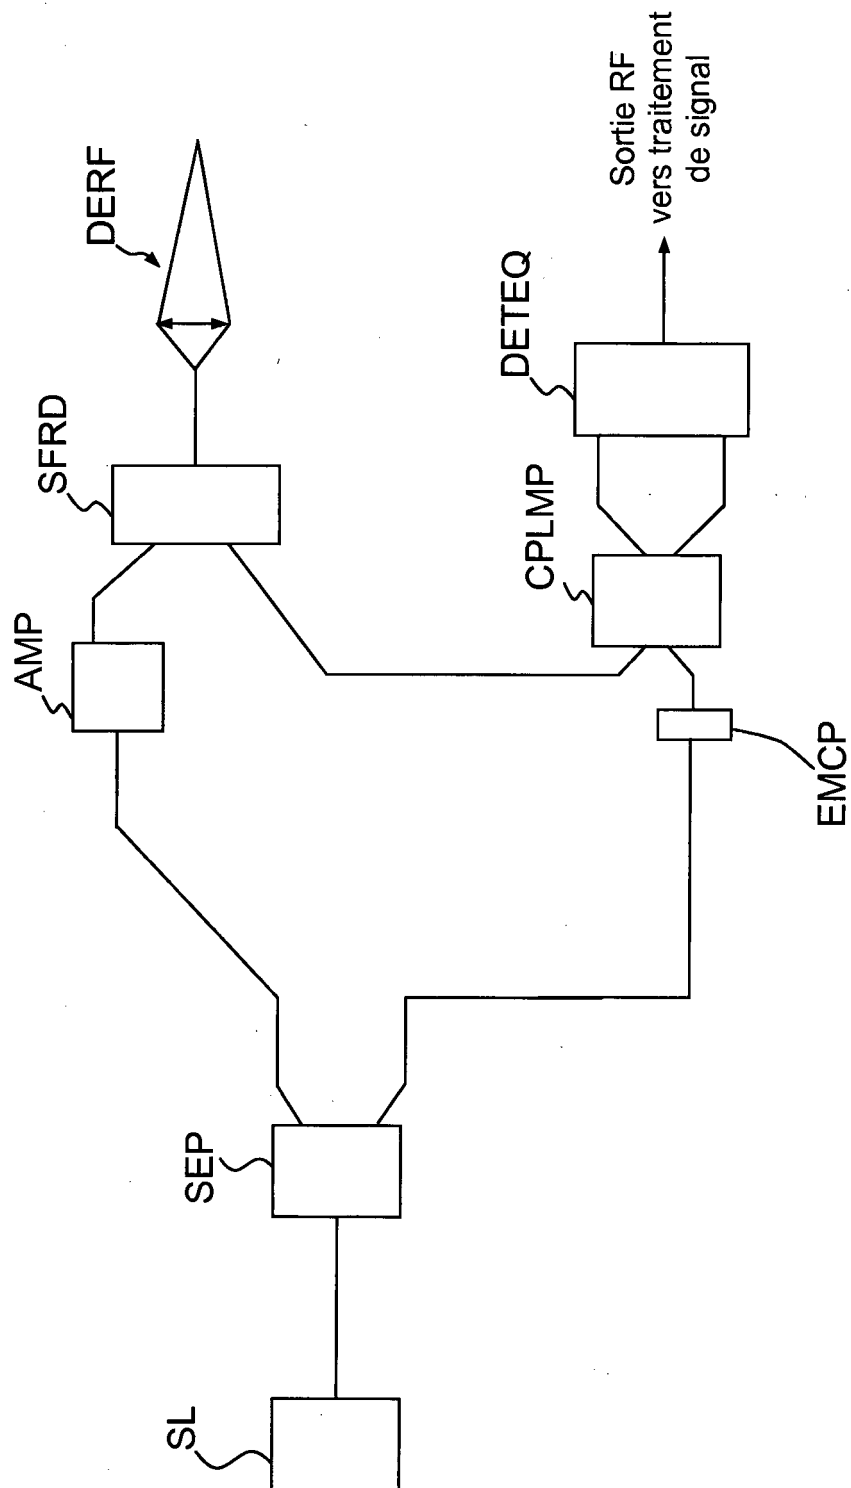 SL
SEP
AMP
SFRD
DERF
EMCP
CPLMP
DETEQ
Sortie RF
vers traitement
de signal